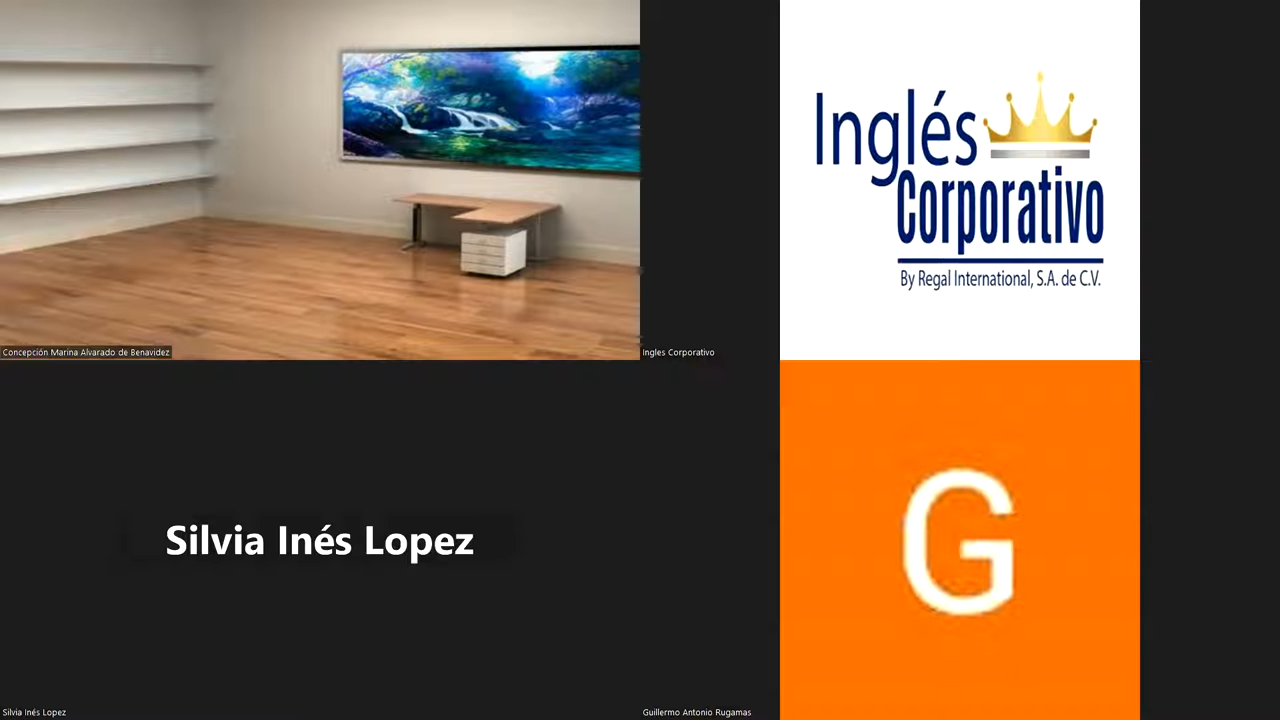 Inglés
Corporativo
By Regal International, S.A. de C.V.
Concepción Marina Alvarado de Benavidez
Ingles Corporativo
Silvia Inés Lopez
G
Silvia Inés Lopez
Guillermo Antonio Rugamas